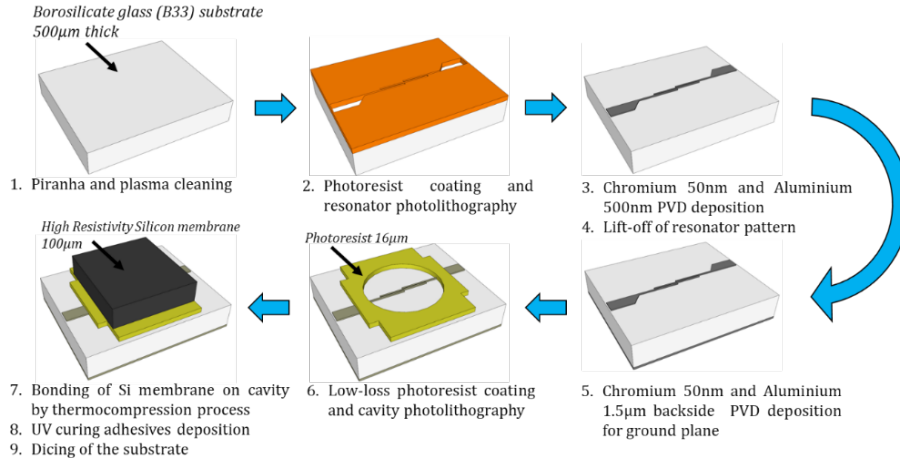 Borosilicate glass (B33) substrate
500μm thick
1. Piranha and plasma cleaning
2. Photoresist coating and
resonator photolithography
3. Chromium 50nm and Aluminium
500nm PVD deposition
4. Lift-off of resonator pattern
High Resistivity Silicon membrane
100μm
Photoresist 16μm
7. Bonding of Si membrane on cavity
by thermocompression process
8. UV curing adhesives deposition
9. Dicing of the substrate
6. Low-loss photoresist coating
and cavity photolithography
5. Chromium 50nm and Aluminium
1.5μm backside PVD deposition
for ground plane